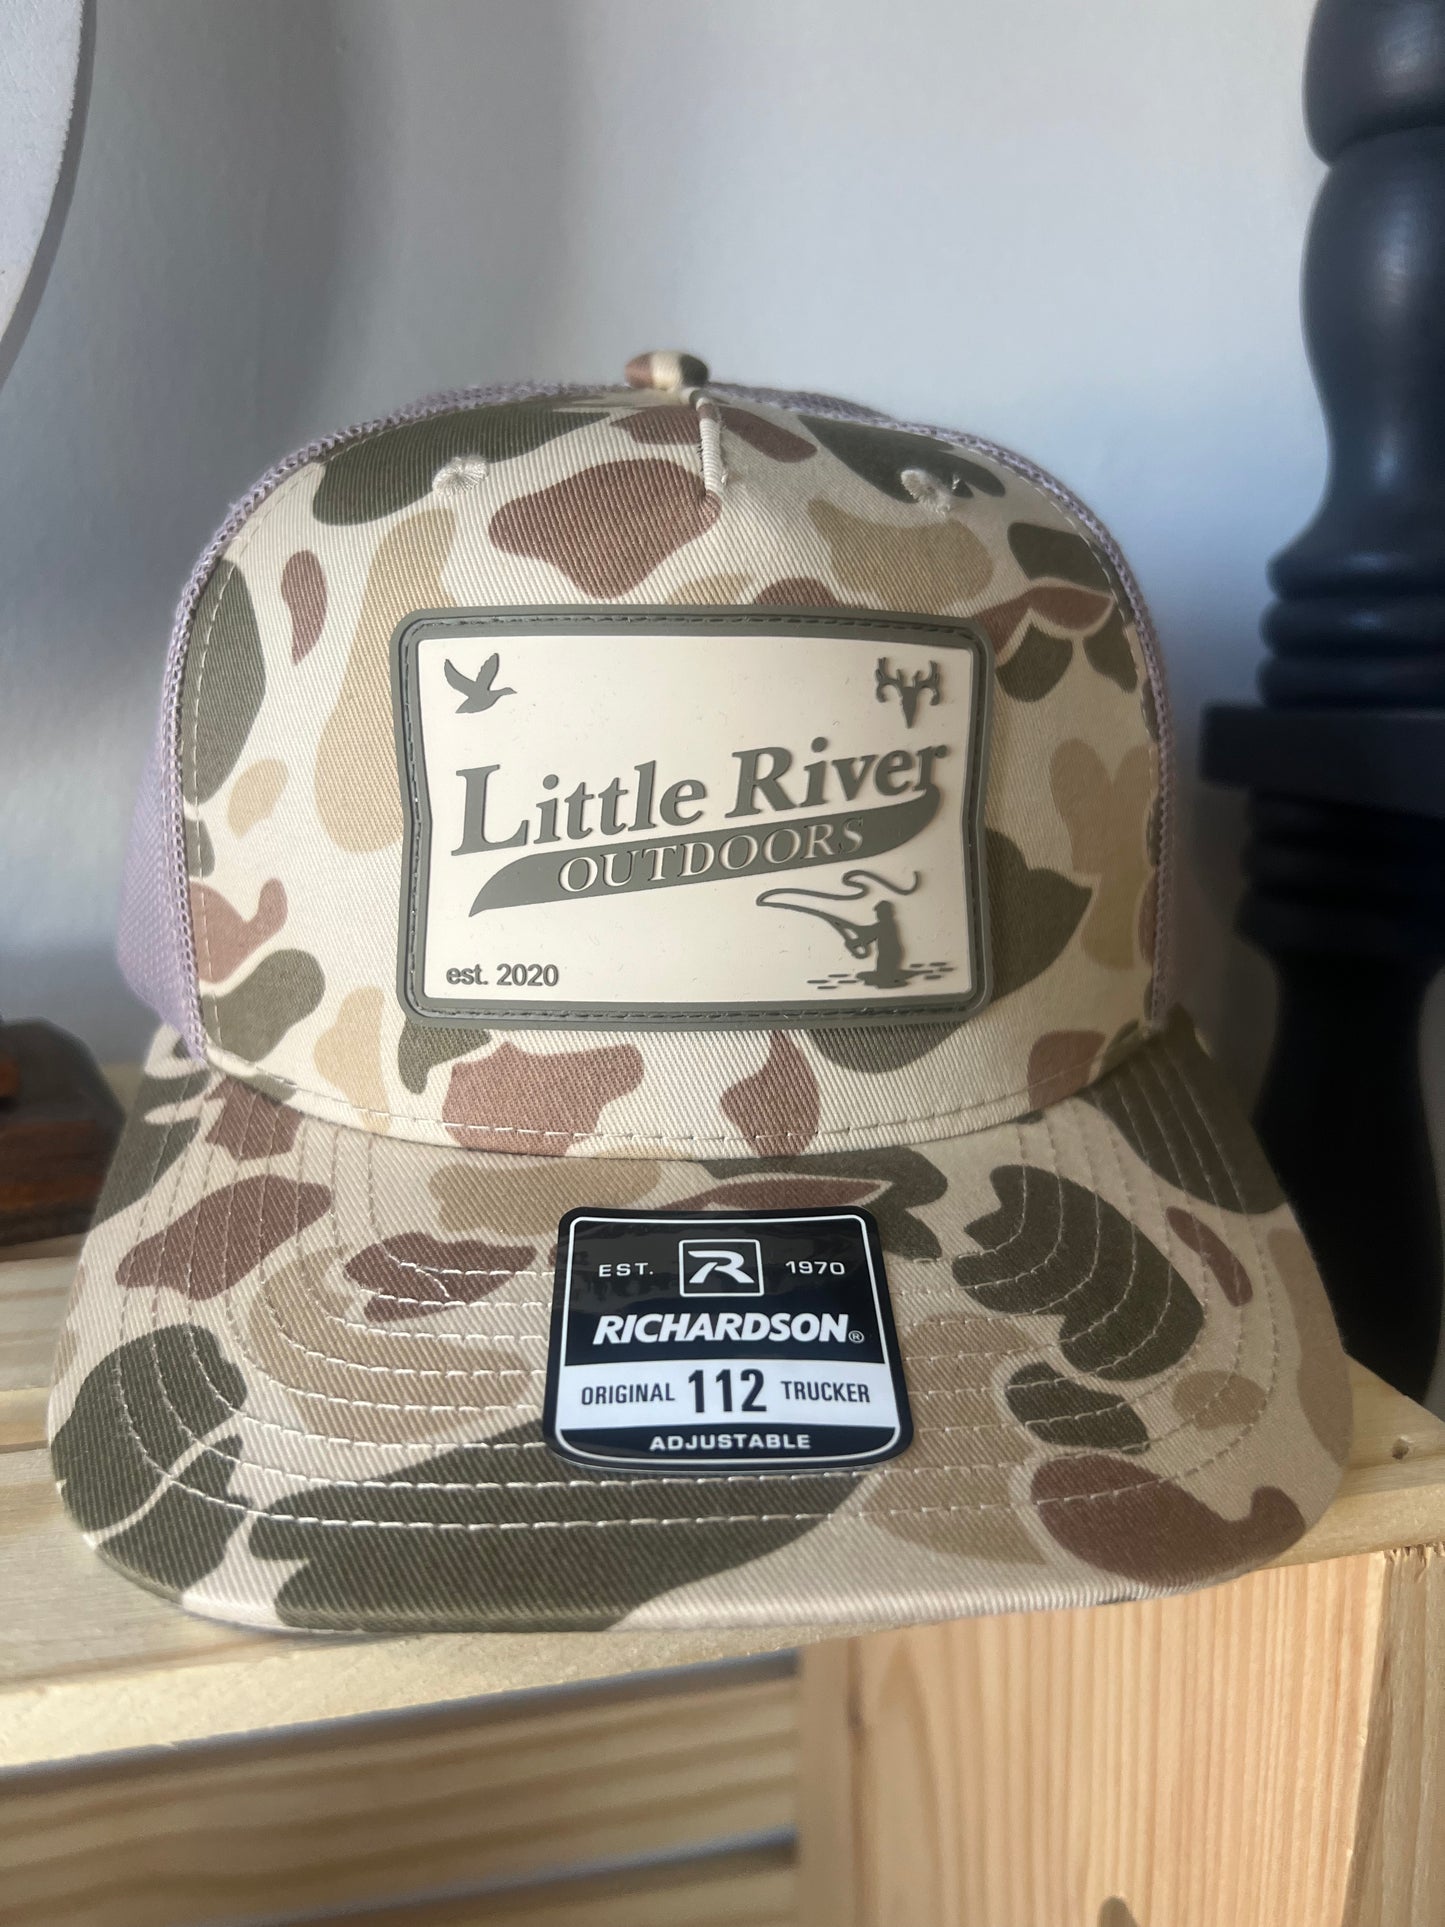 Little River
OUTDOORS
est. 2020
EST. R 1970
RICHARDSON®
ORIGINAL 112 TRUCKER
ADJUSTABLE